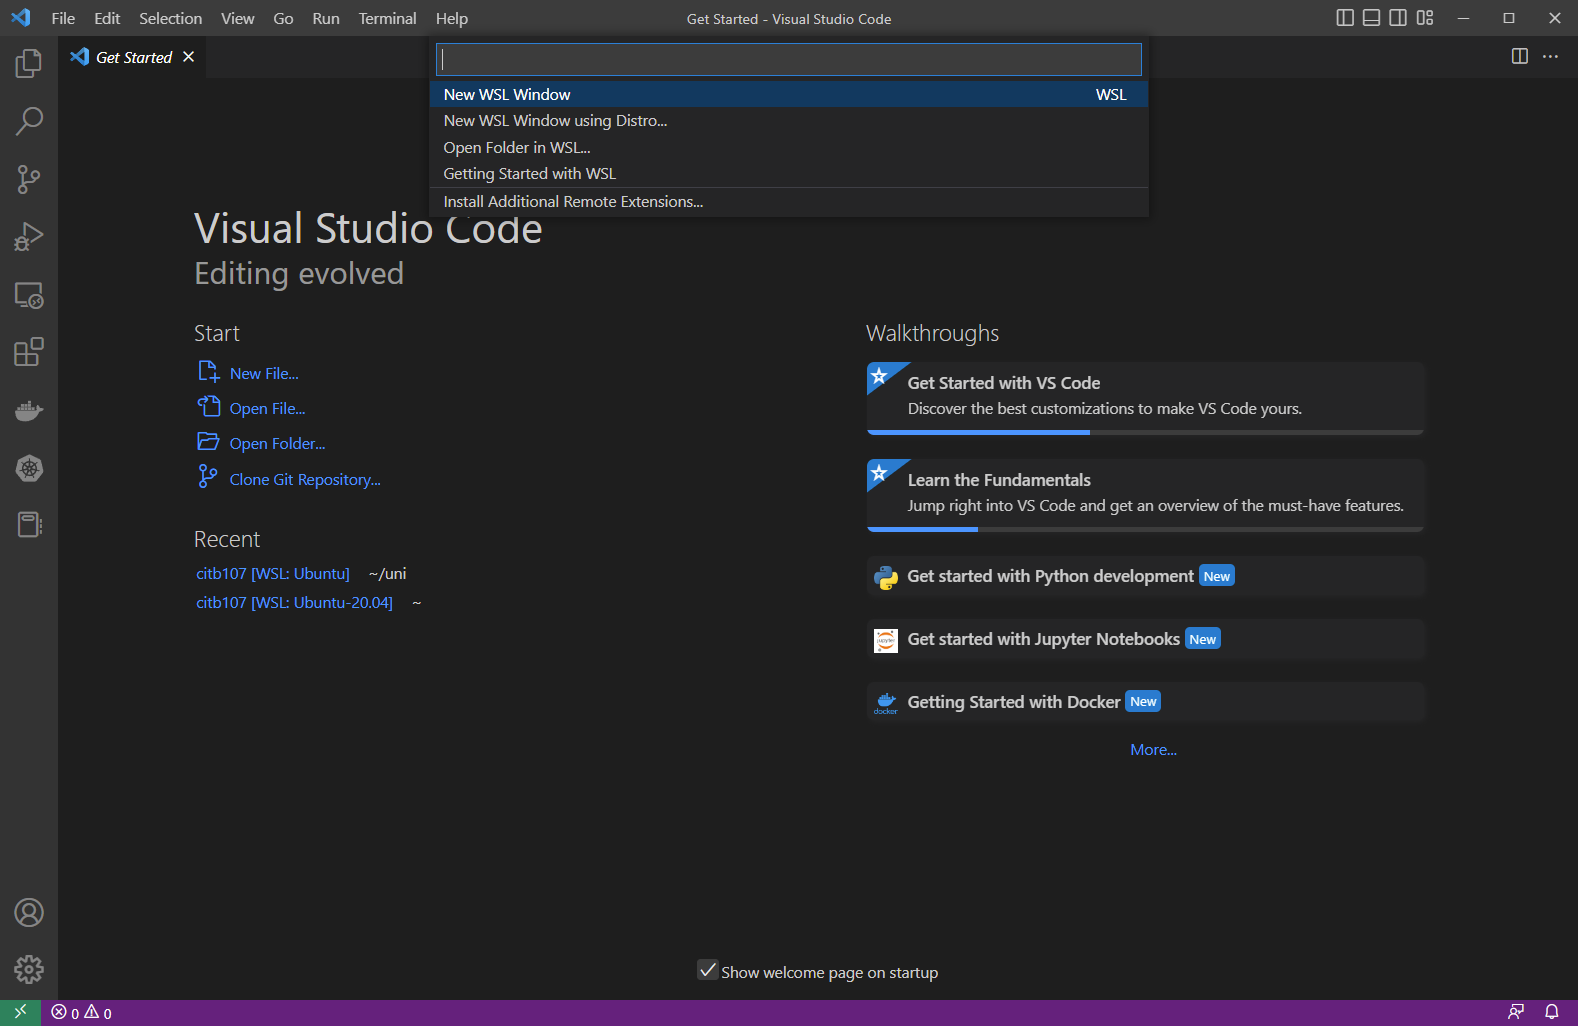 File Edit Selection View Go Run Terminal Help
Get Started - Visual Studio Code
Get Started
New WSL Window WSL
New WSL Window using Distro...
Open Folder in WSL...
Getting Started with WSL
Install Additional Remote Extensions...
Visual Studio Code
Editing evolved
Start
New File...
Open File...
Open Folder...
Clone Git Repository...
Recent
citb107 [WSL: Ubuntu] ~/uni
citb107 [WSL: Ubuntu-20.04] ~
Walkthroughs
Get Started with VS Code
Discover the best customizations to make VS Code yours.
Learn the Fundamentals
Jump right into VS Code and get an overview of the must-have features.
Get started with Python development New
jupyter
Get started with Jupyter Notebooks New
docker
Getting Started with Docker New
More...
Show welcome page on startup
0 0